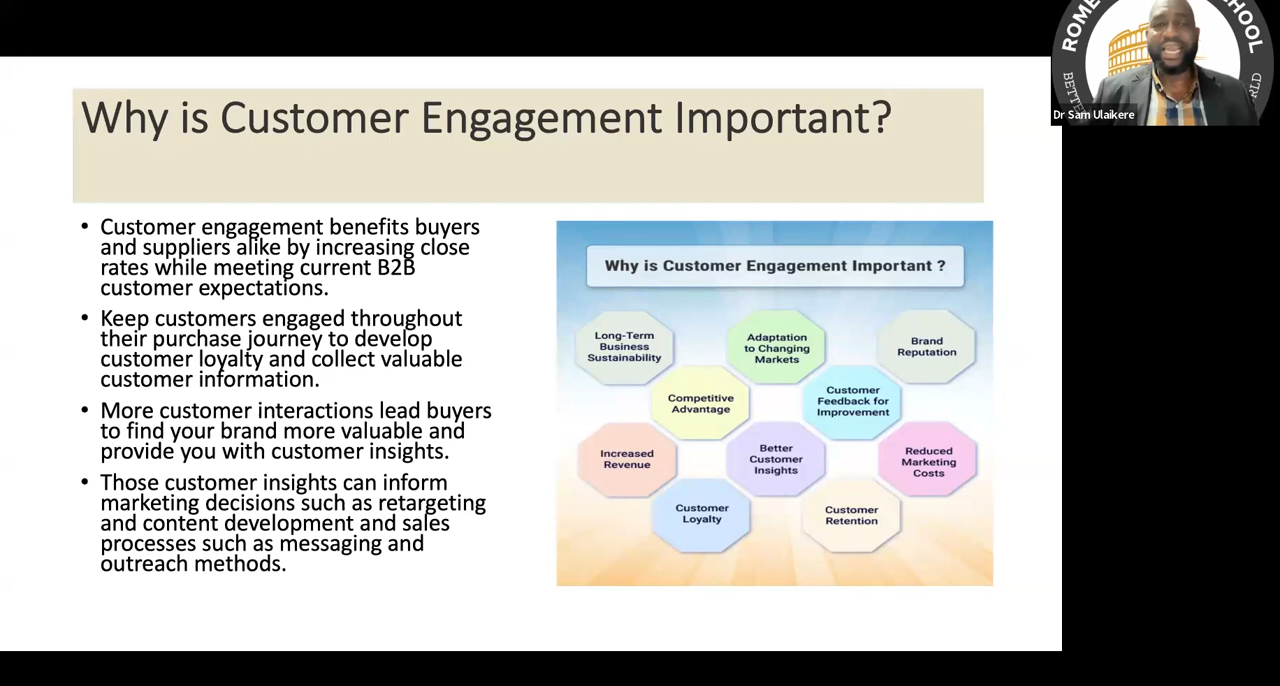 Why is Customer Engagement Important?
• Customer engagement benefits buyers
and suppliers alike by increasing close
rates while meeting current B2B
customer expectations.
• Keep customers engaged throughout
their purchase journey to develop
customer loyalty and collect valuable
customer information.
• More customer interactions lead buyers
to find your brand more valuable and
provide you with customer insights.
• Those customer insights can inform
marketing decisions such as retargeting
and content development and sales
processes such as messaging and
outreach methods.
Why is Customer Engagement Important ?
Long-Term
Business
Sustainability
Adaptation
to Changing
Markets
Brand
Reputation
Competitive
Advantage
Customer
Feedback for
Improvement
Increased
Revenue
Better
Customer
Insights
Reduced
Marketing
Costs
Customer
Loyalty
Customer
Retention
Dr Sam Ulaikere